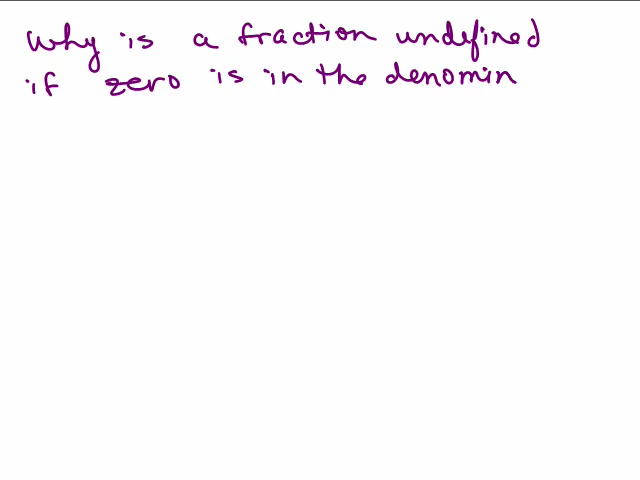 Why is a fraction undefined
if zero is in the denomin